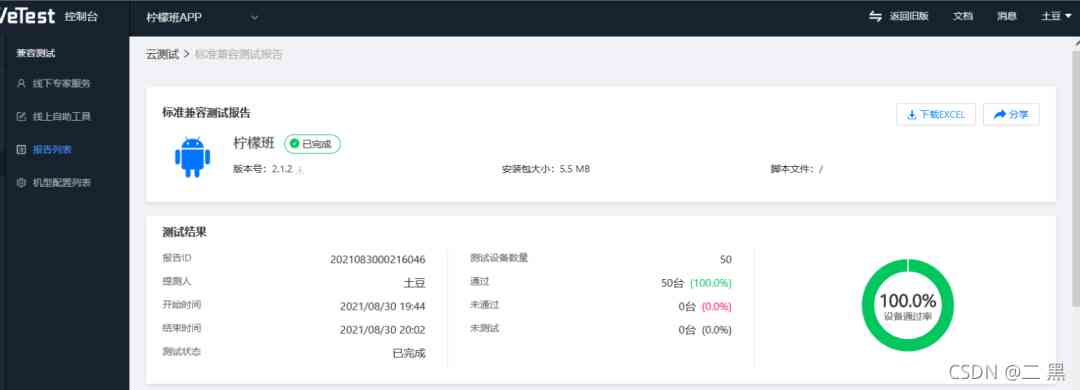 WeTest 控制台
柠檬班APP
返回旧版
文档
消息
土豆
兼容测试
线下专家服务
线上自助工具
报告列表
机型配置列表
云测试 > 标准兼容测试报告
标准兼容测试报告
下载EXCEL
分享
柠檬班
已完成
版本号：2.1.2
安装包大小：5.5 MB
脚本文件：/
测试结果
报告ID 2021083000216046
提测人 土豆
开始时间 2021/08/30 19:44
结束时间 2021/08/30 20:02
测试状态 已完成
测试设备数量 50
通过 50台 (100.0%)
未通过 0台 (0.0%)
未测试 0台 (0.0%)
100.0%
设备通过率
CSDN @二 黑